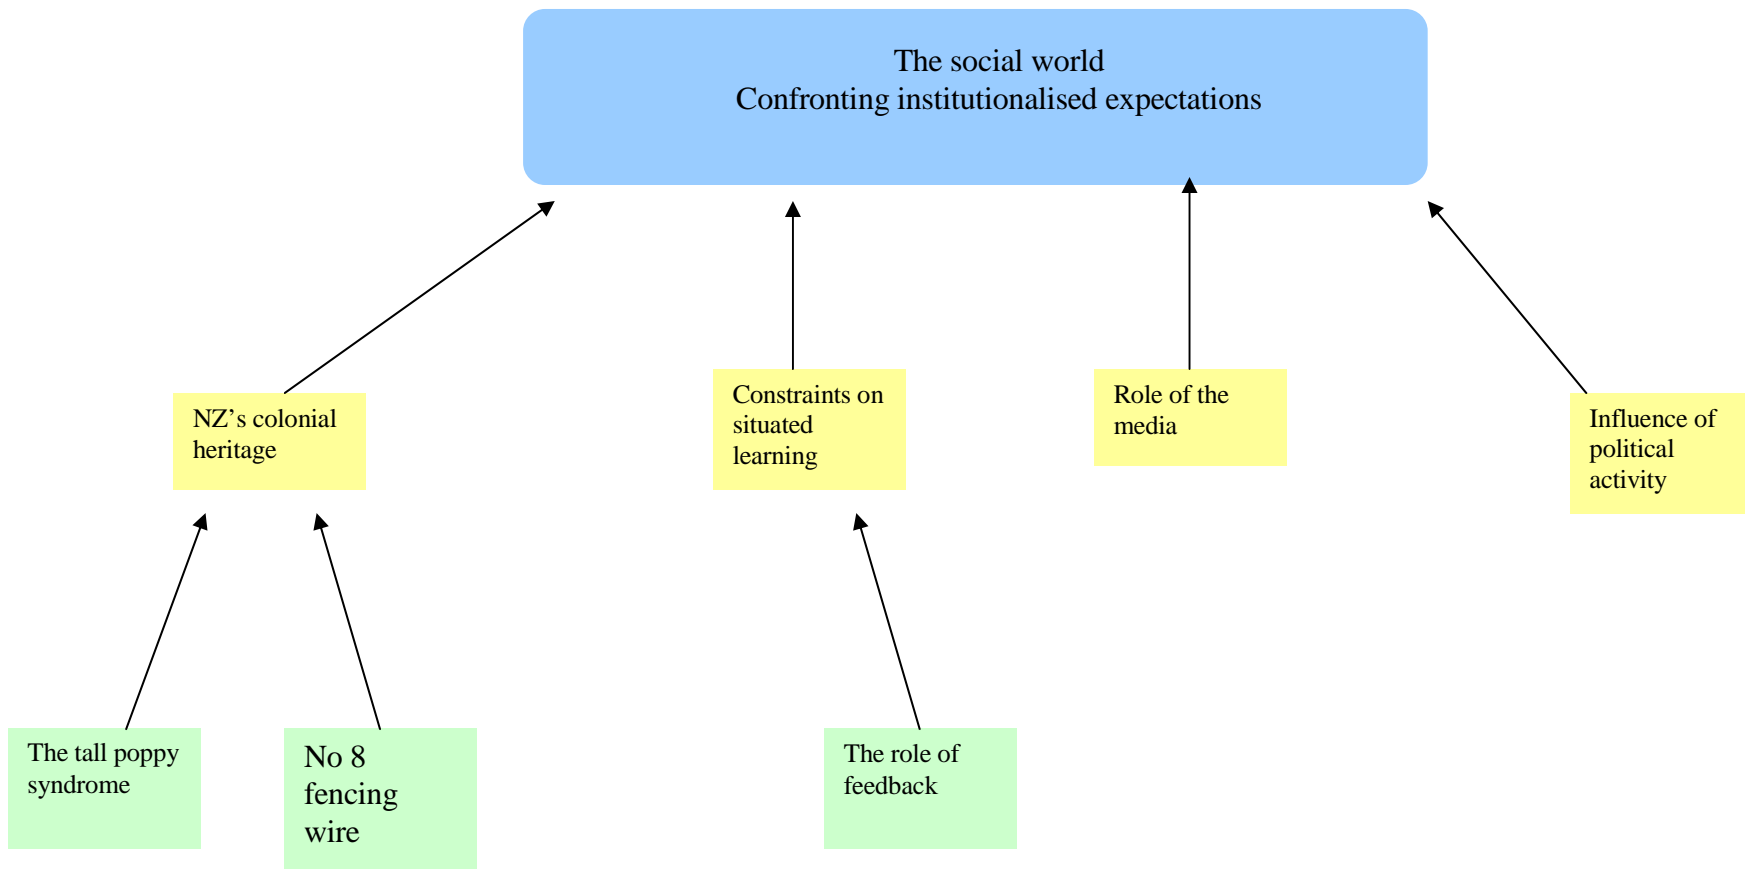 The social world
Confronting institutionalised expectations
NZ’s colonial
heritage
Constraints on
situated
learning
Role of the
media
Influence of
political
activity
The tall poppy
syndrome
No 8
fencing
wire
The role of
feedback